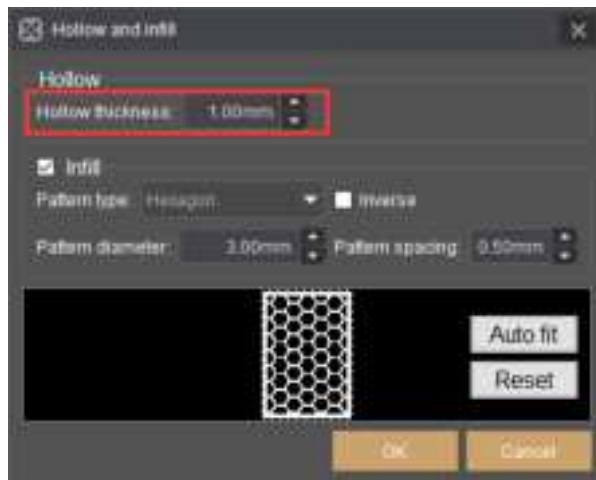 Hollow and infill
Hollow
Hollow thickness: 1.00mm
Infill
Pattern type: Hexagon Inverse
Pattern diameter: 3.00mm Pattern spacing: 0.50mm
Auto fit
Reset
OK Cancel